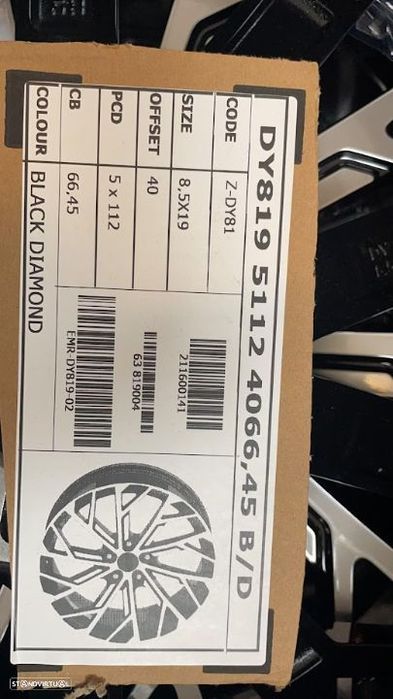 DY819 5112 4066,45 B/D
CODE Z-DY81
SIZE 8,5X19
OFFSET 40
PCD 5 x 112
CB 66,45
COLOUR BLACK DIAMOND
211600141
63 819004
EMR-DY819-02
STANDVIRTUAL